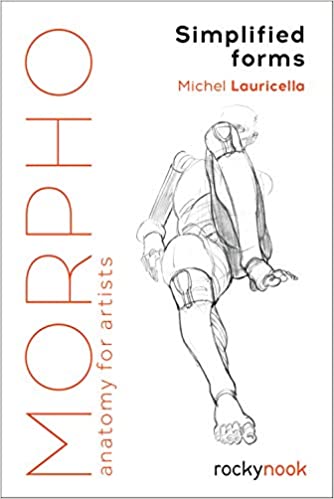 Simplified
forms
Michel Lauricella
MORPHO
anatomy for artists
rockynook